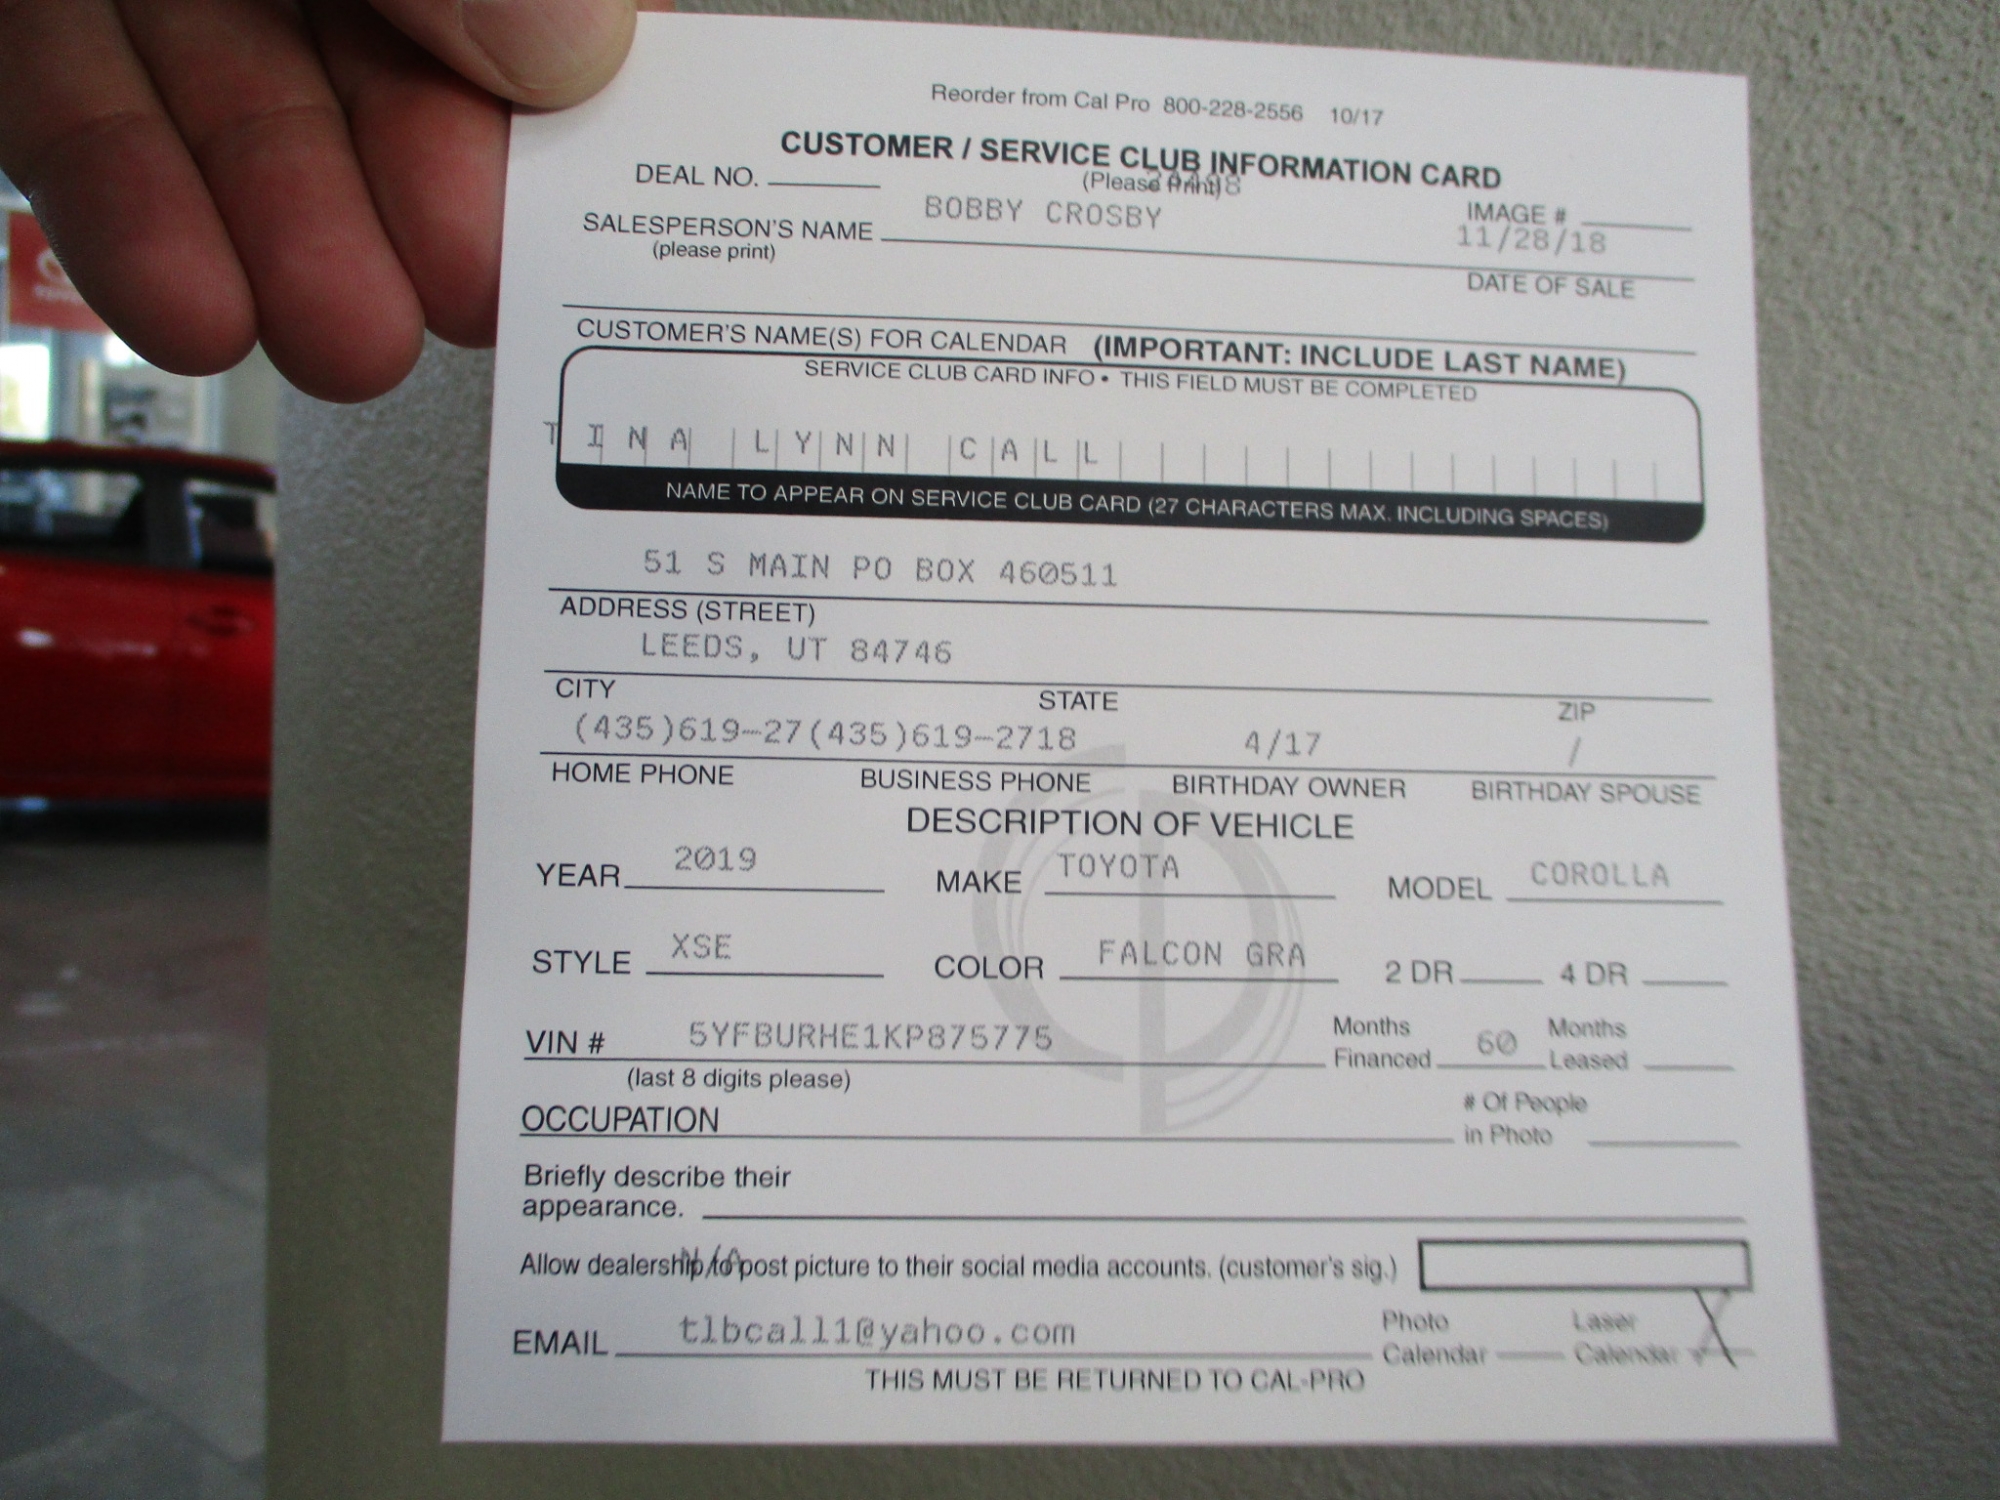 Reorder from Cal Pro 800-228-2556 10/17
CUSTOMER / SERVICE CLUB INFORMATION CARD
DEAL NO. (Please Print)
SALESPERSON'S NAME BOBBY CROSBY IMAGE #
(please print) 11/28/18
DATE OF SALE
CUSTOMER'S NAME(S) FOR CALENDAR (IMPORTANT: INCLUDE LAST NAME)
SERVICE CLUB CARD INFO • THIS FIELD MUST BE COMPLETED
TINA LYNN CALL
NAME TO APPEAR ON SERVICE CLUB CARD (27 CHARACTERS MAX. INCLUDING SPACES)
51 S MAIN PO BOX 460511
ADDRESS (STREET)
LEEDS, UT 84746
CITY STATE ZIP
(435)619-27(435)619-2718 4/17 /
HOME PHONE BUSINESS PHONE BIRTHDAY OWNER BIRTHDAY SPOUSE
DESCRIPTION OF VEHICLE
YEAR 2019 MAKE TOYOTA MODEL COROLLA
STYLE XSE COLOR FALCON GRA 2 DR 4 DR
VIN # 5YFBURHE1KP875775 Months Financed 60 Months Leased
(last 8 digits please)
OCCUPATION # Of People in Photo
Briefly describe their
appearance.
Allow dealership to post picture to their social media accounts. (customer's sig.)
EMAIL tlbcall1@yahoo.com Photo Calendar Laser Calendar X
THIS MUST BE RETURNED TO CAL-PRO